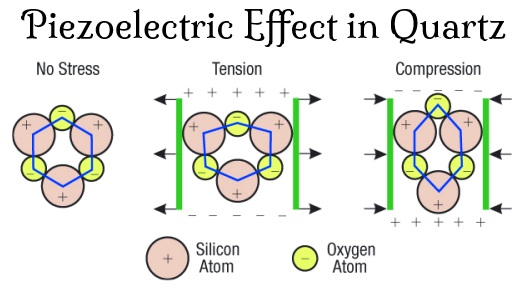 Piezoelectric Effect in Quartz
No Stress
Tension
Compression
+ + + + +
− − − − −
+ − +
+ − +
+ − +
− −
− −
− −
+
+
+
− − − − −
+ + + + +
+ Silicon Atom
− Oxygen Atom